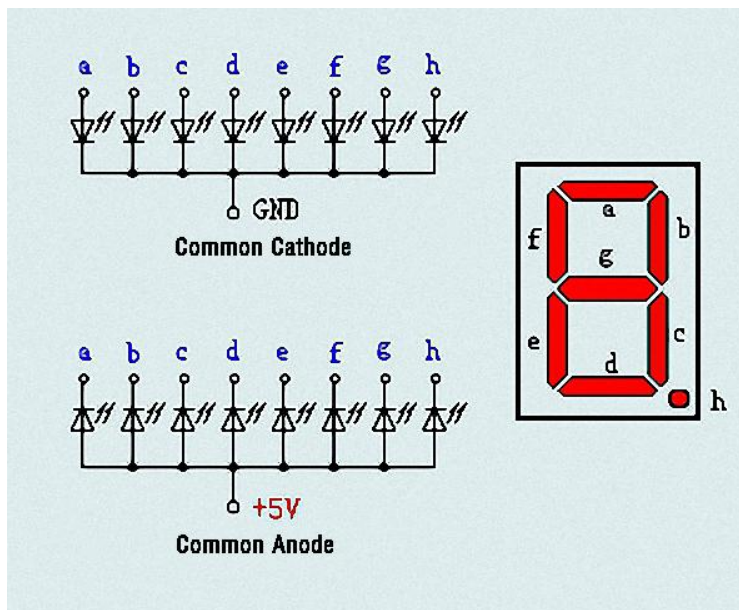 a b c d e f g h
GND
Common Cathode
a b c d e f g h
+5V
Common Anode
a
f b
g
e c
d
h